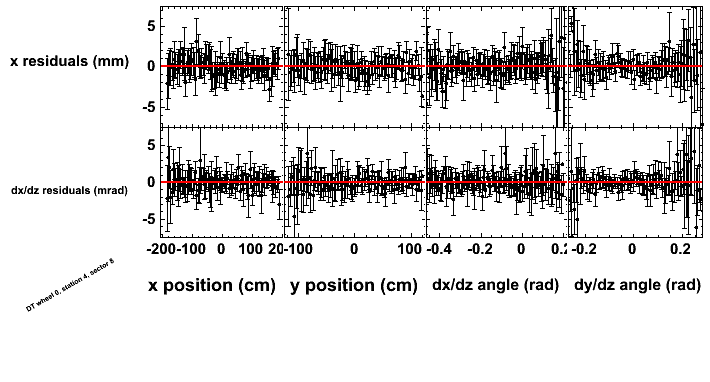 x residuals (mm)
5
0
-5
dx/dz residuals (mrad)
5
0
-5
-200 -100 0 100 20
-100 0 100
-0.4 -0.2 0 0.
-0.2 0 0.2
x position (cm) y position (cm) dx/dz angle (rad) dy/dz angle (rad)
DT wheel 0, station 4, sector 8